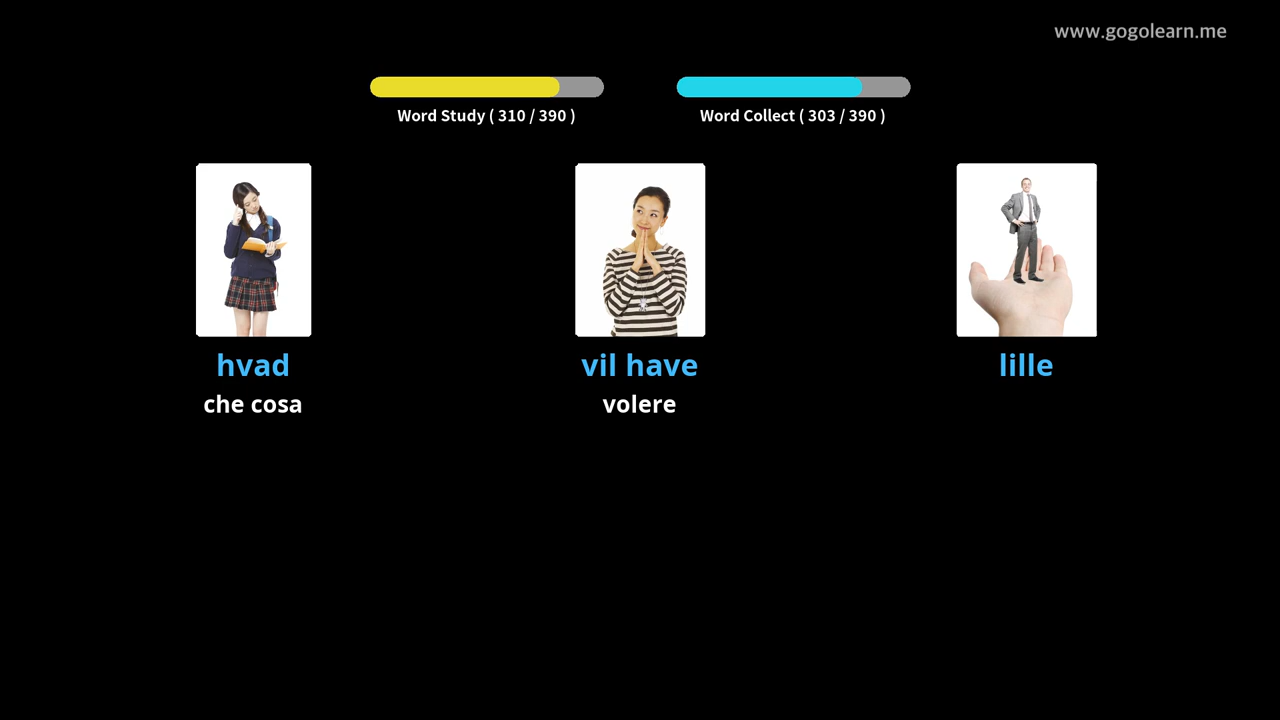 www.gogolearn.me
Word Study ( 310 / 390 )
Word Collect ( 303 / 390 )
hvad
che cosa
vil have
volere
lille